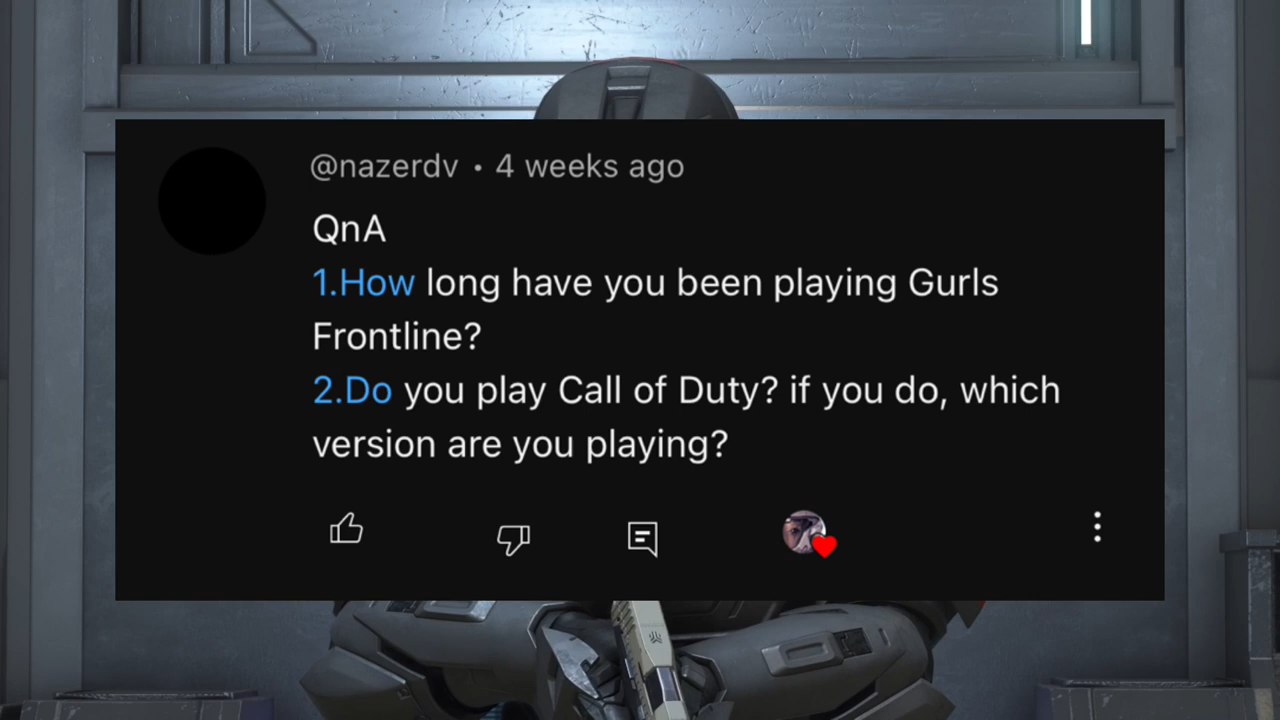 @nazerdv • 4 weeks ago
QnA
1.How long have you been playing Gurls
Frontline?
2.Do you play Call of Duty? if you do, which
version are you playing?